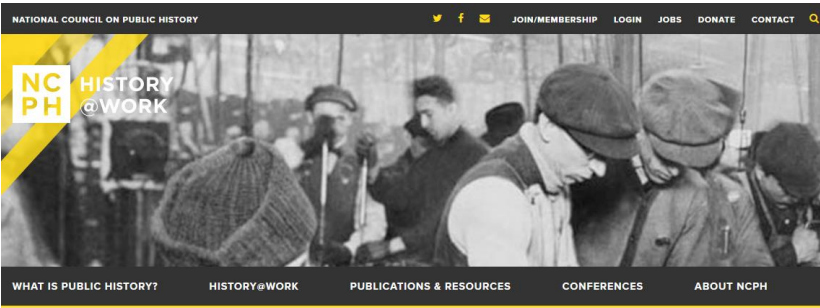 NATIONAL COUNCIL ON PUBLIC HISTORY
JOIN/MEMBERSHIP LOGIN JOBS DONATE CONTACT
NC
PH
HISTORY
@WORK
WHAT IS PUBLIC HISTORY? HISTORY@WORK PUBLICATIONS & RESOURCES CONFERENCES ABOUT NCPH